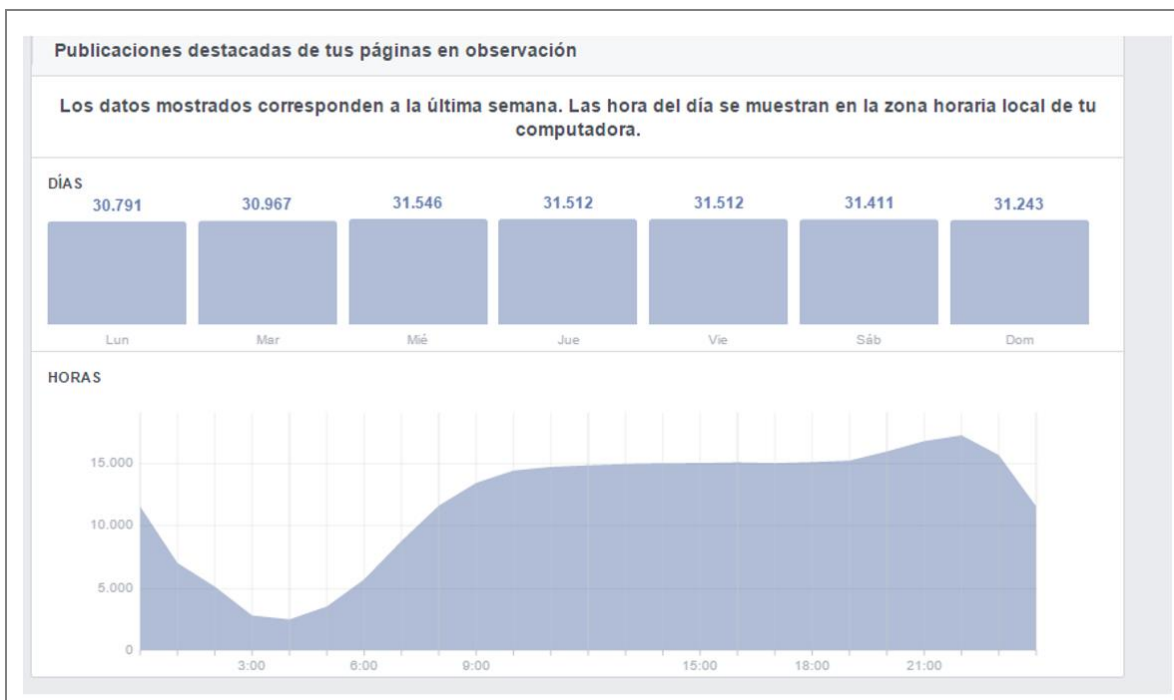 Publicaciones destacadas de tus páginas en observación
Los datos mostrados corresponden a la última semana. Las hora del día se muestran en la zona horaria local de tu
computadora.
DÍAS
30.791 30.967 31.546 31.512 31.512 31.411 31.243
Lun Mar Mié Jue Vie Sáb Dom
HORAS
15.000
10.000
5.000
0
3:00 6:00 9:00 15:00 18:00 21:00